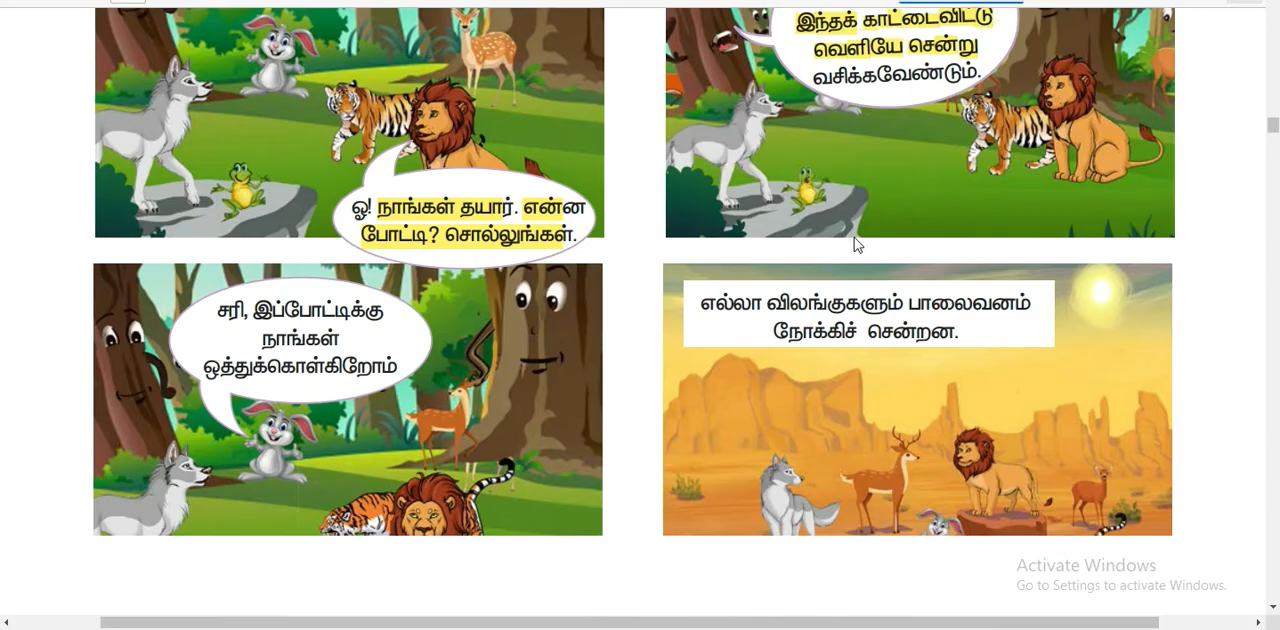 ஓ! நாங்கள் தயார். என்ன
போட்டி? சொல்லுங்கள்.
இந்தக் காட்டைவிட்டு
வெளியே சென்று
வசிக்கவேண்டும்.
சரி, இப்போட்டிக்கு
நாங்கள்
ஒத்துக்கொள்கிறோம்
எல்லா விலங்குகளும் பாலைவனம்
நோக்கிச் சென்றன.
Activate Windows
Go to Settings to activate Windows.